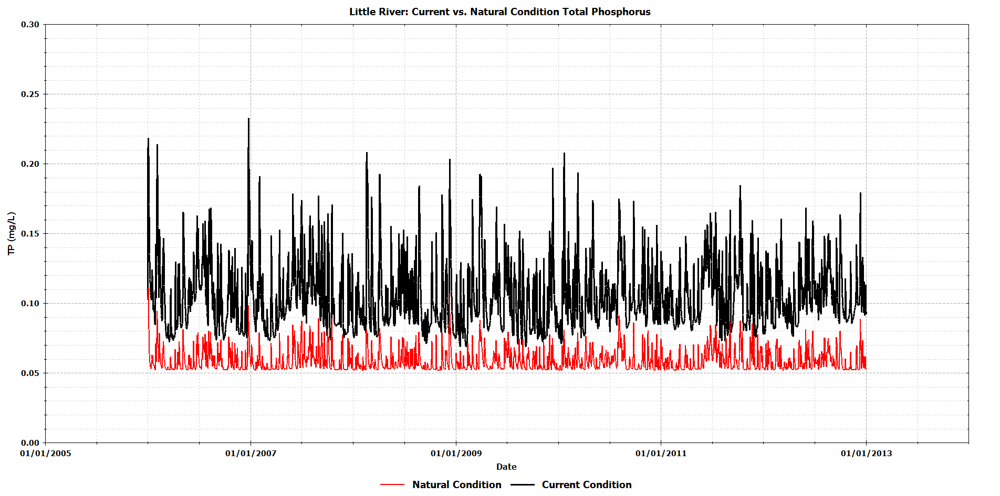 Little River: Current vs. Natural Condition Total Phosphorus
0.30
0.25
0.20
0.15
0.10
0.05
0.00
TP (mg/L)
01/01/2005 01/01/2007 01/01/2009 01/01/2011 01/01/2013
Date
Natural Condition Current Condition